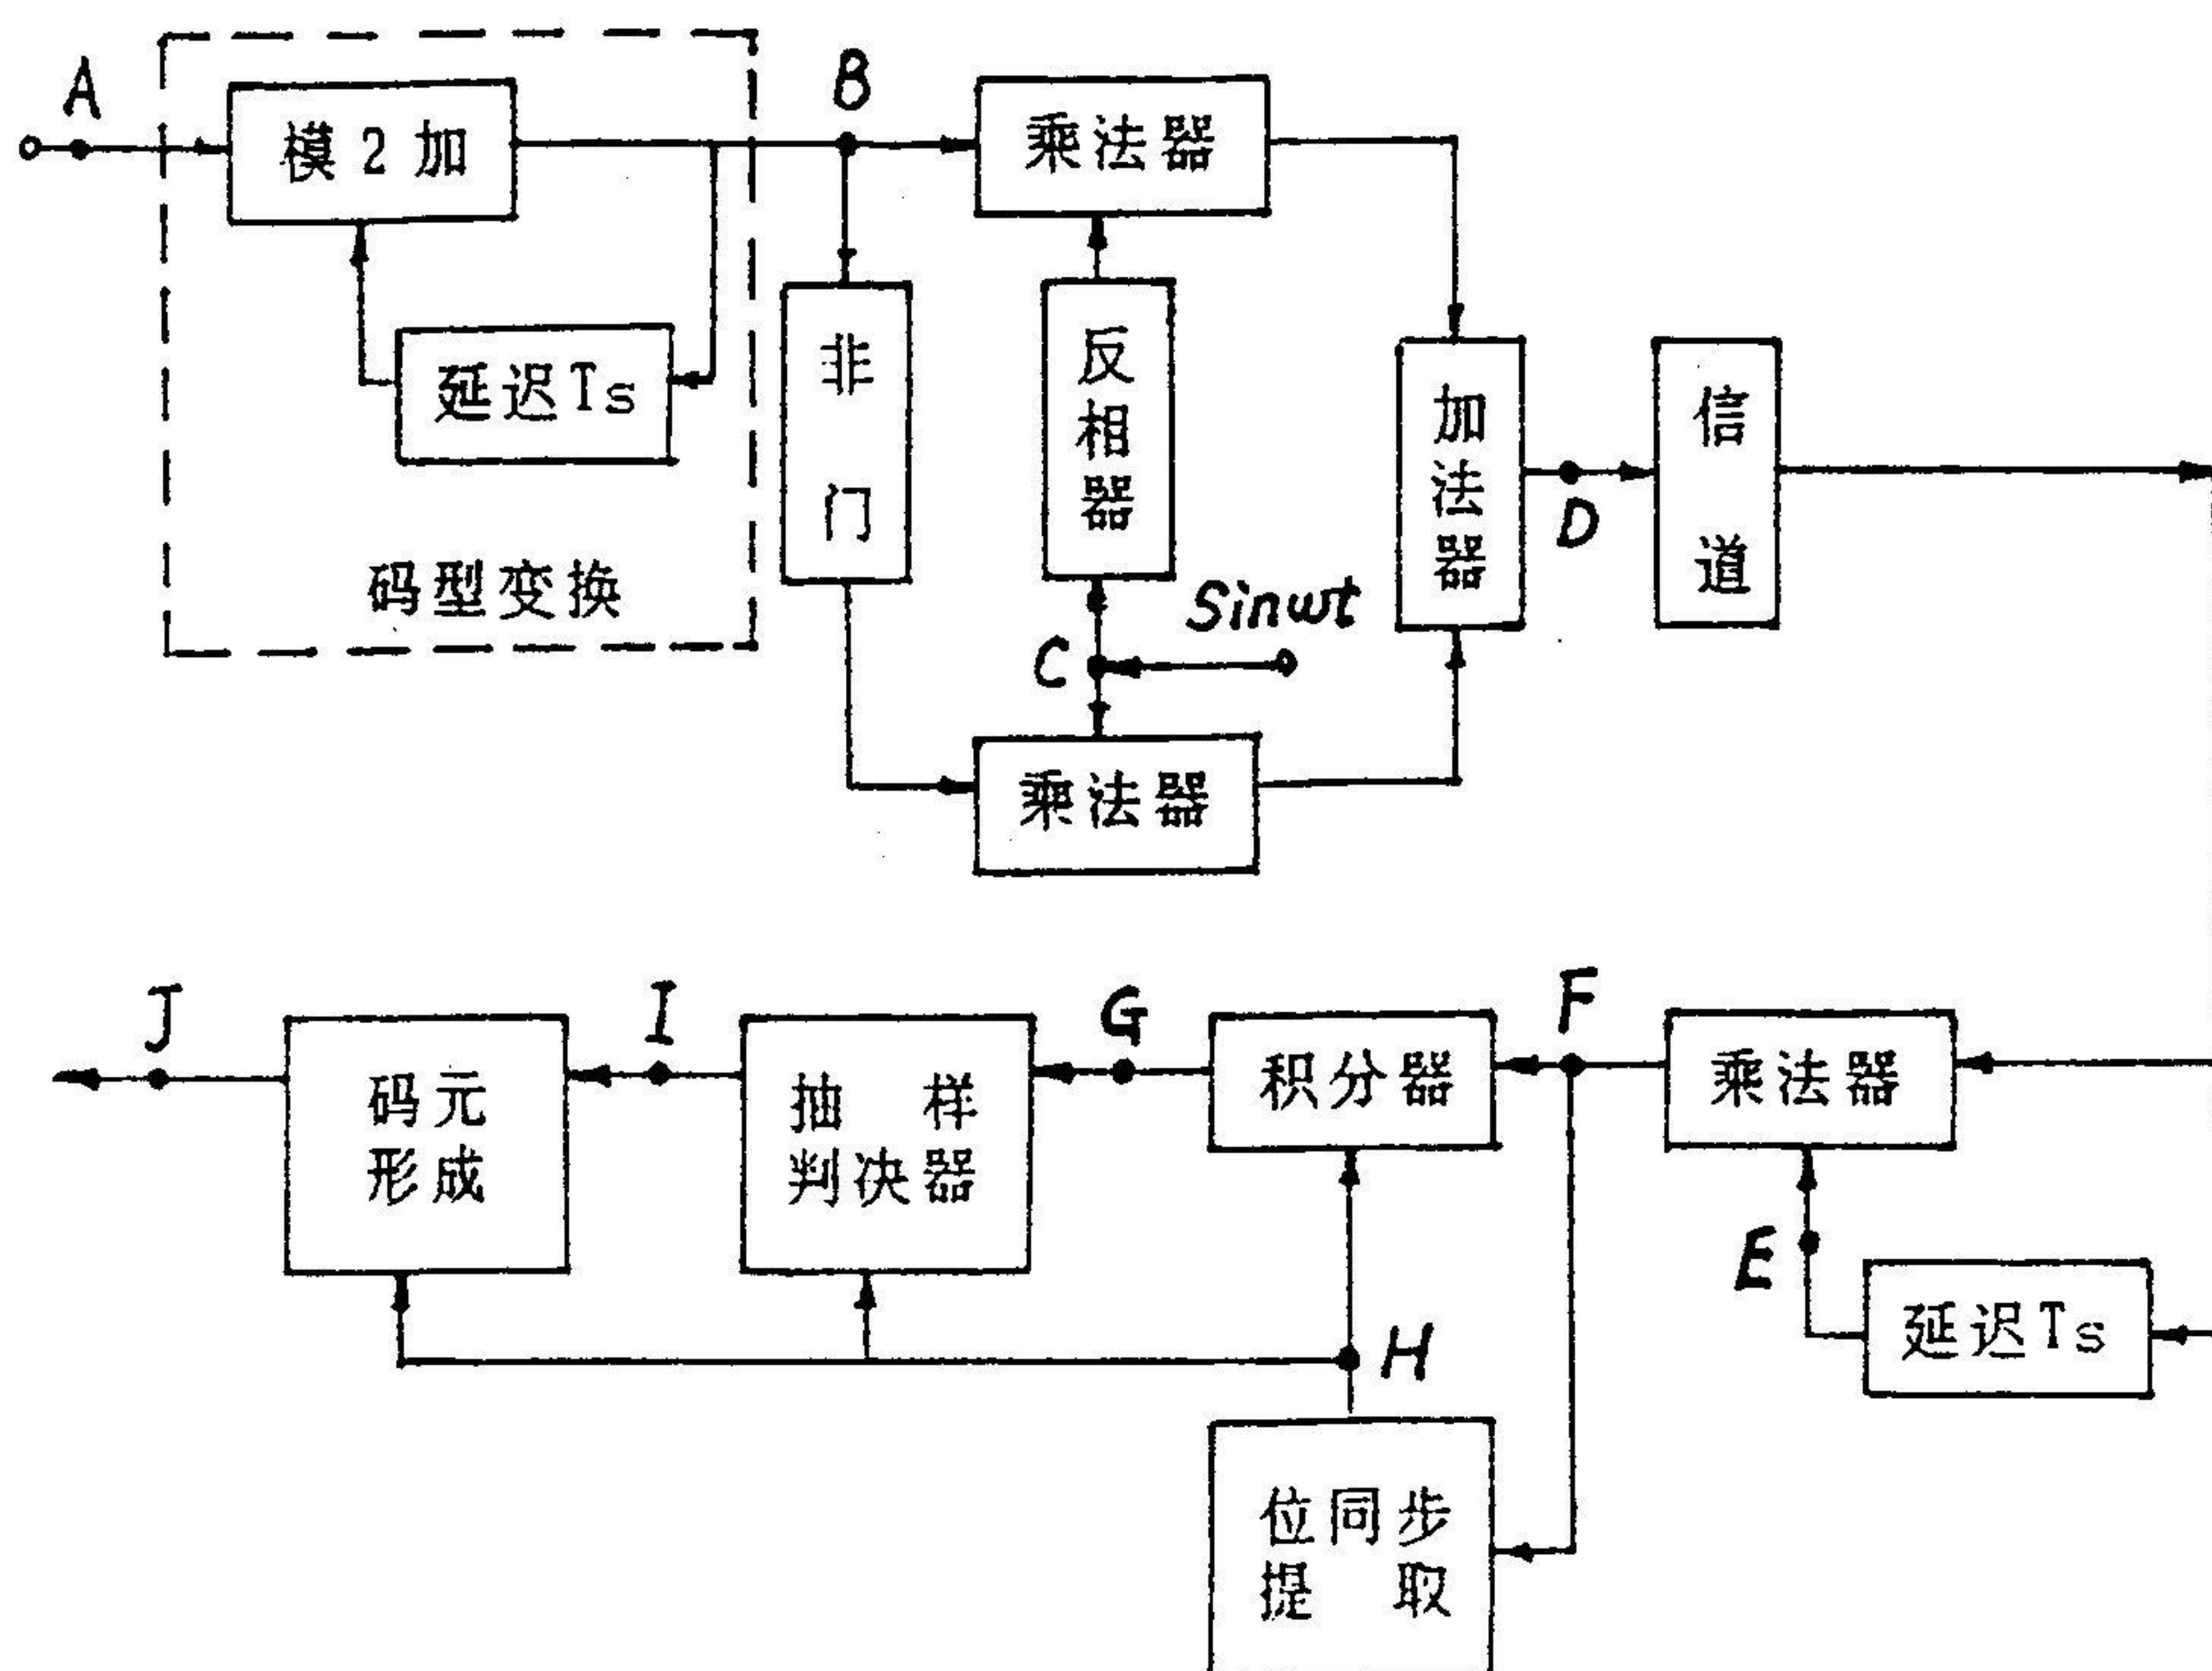 A
模2加
延迟Ts
码型变换
B
乘法器
非门
反相器
C
Sinωt
乘法器
加法器
D
信道
J
码元
形成
I
抽样
判决器
G
积分器
F
乘法器
E
延迟Ts
H
位同步
提取